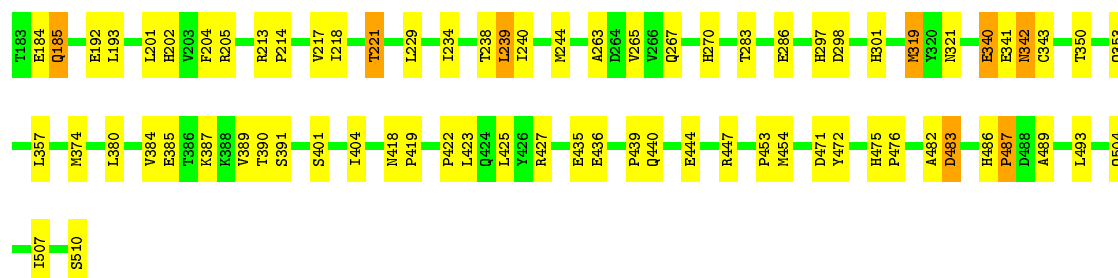 T183 E184 Q185 E192 L193 L201 H202 V203 F204 R205 R213 P214 V217 I218 T221 L229 I234 T238 L239 I240 M244 A263 D264 V265 V266 Q267 H270 T283 E286 H297 D298 H301 M319 Y320 N321 E340 E341 N342 C343 T350
L357 M374 L380 V384 E385 T386 K387 K388 V389 T390 S391 S401 I404 N418 P419 P422 L423 Q424 L425 Y426 R427 E435 E436 P439 Q440 E444 R447 P453 M454 D471 Y472 H475 P476 A482 D483 H486 P487 D488 A489 L493
I507 S510